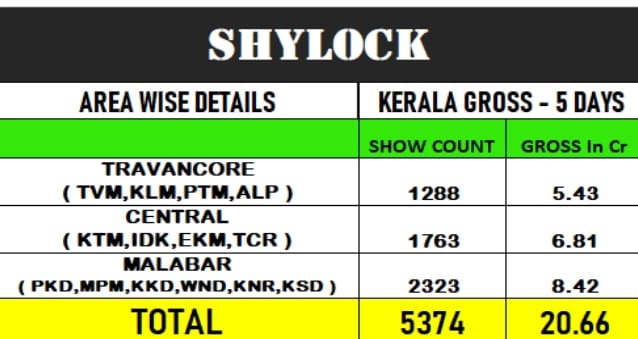 SHYLOCK
AREA WISE DETAILS KERALA GROSS - 5 DAYS
SHOW COUNT GROSS In Cr
TRAVANCORE
( TVM,KLM,PTM,ALP ) 1288 5.43
CENTRAL
( KTM,IDK,EKM,TCR ) 1763 6.81
MALABAR
( PKD,MPM,KKD,WND,KNR,KSD ) 2323 8.42
TOTAL 5374 20.66